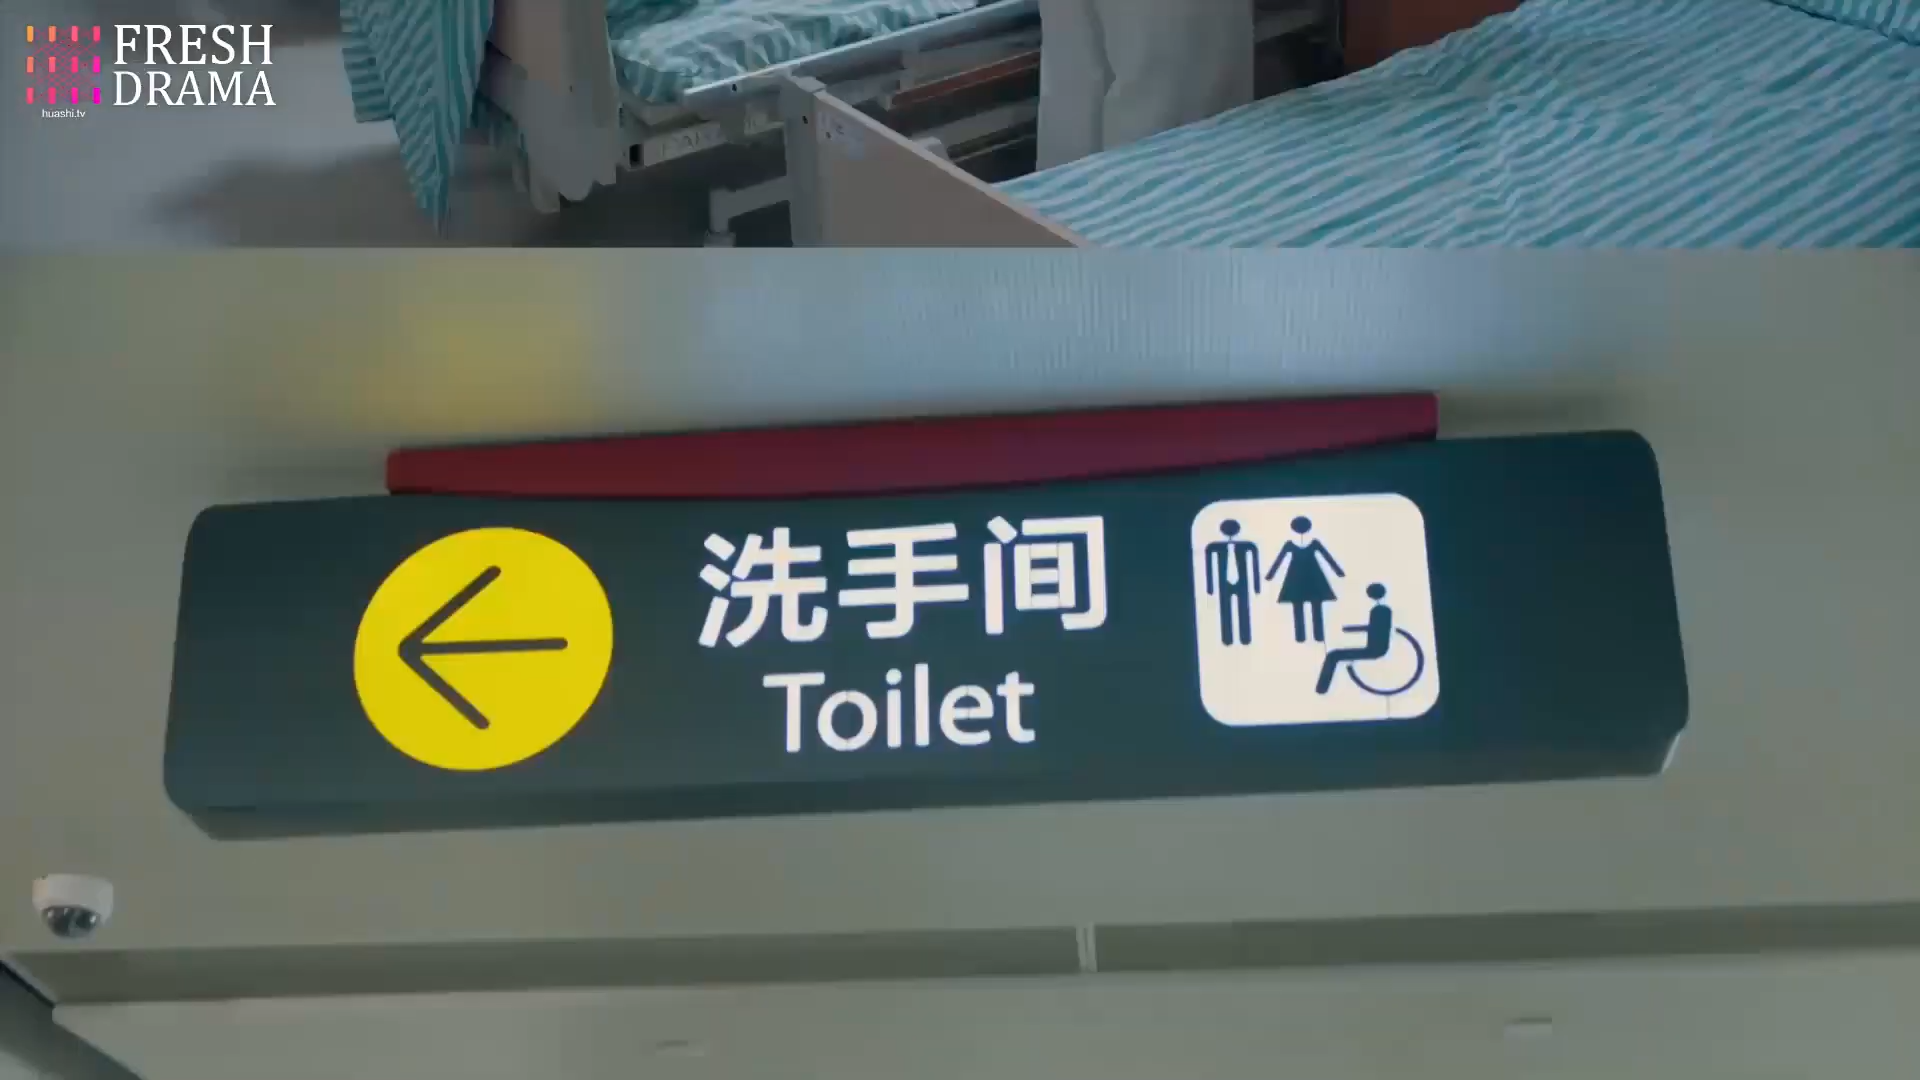 FRESH
DRAMA
huashi.tv
洗手间
Toilet